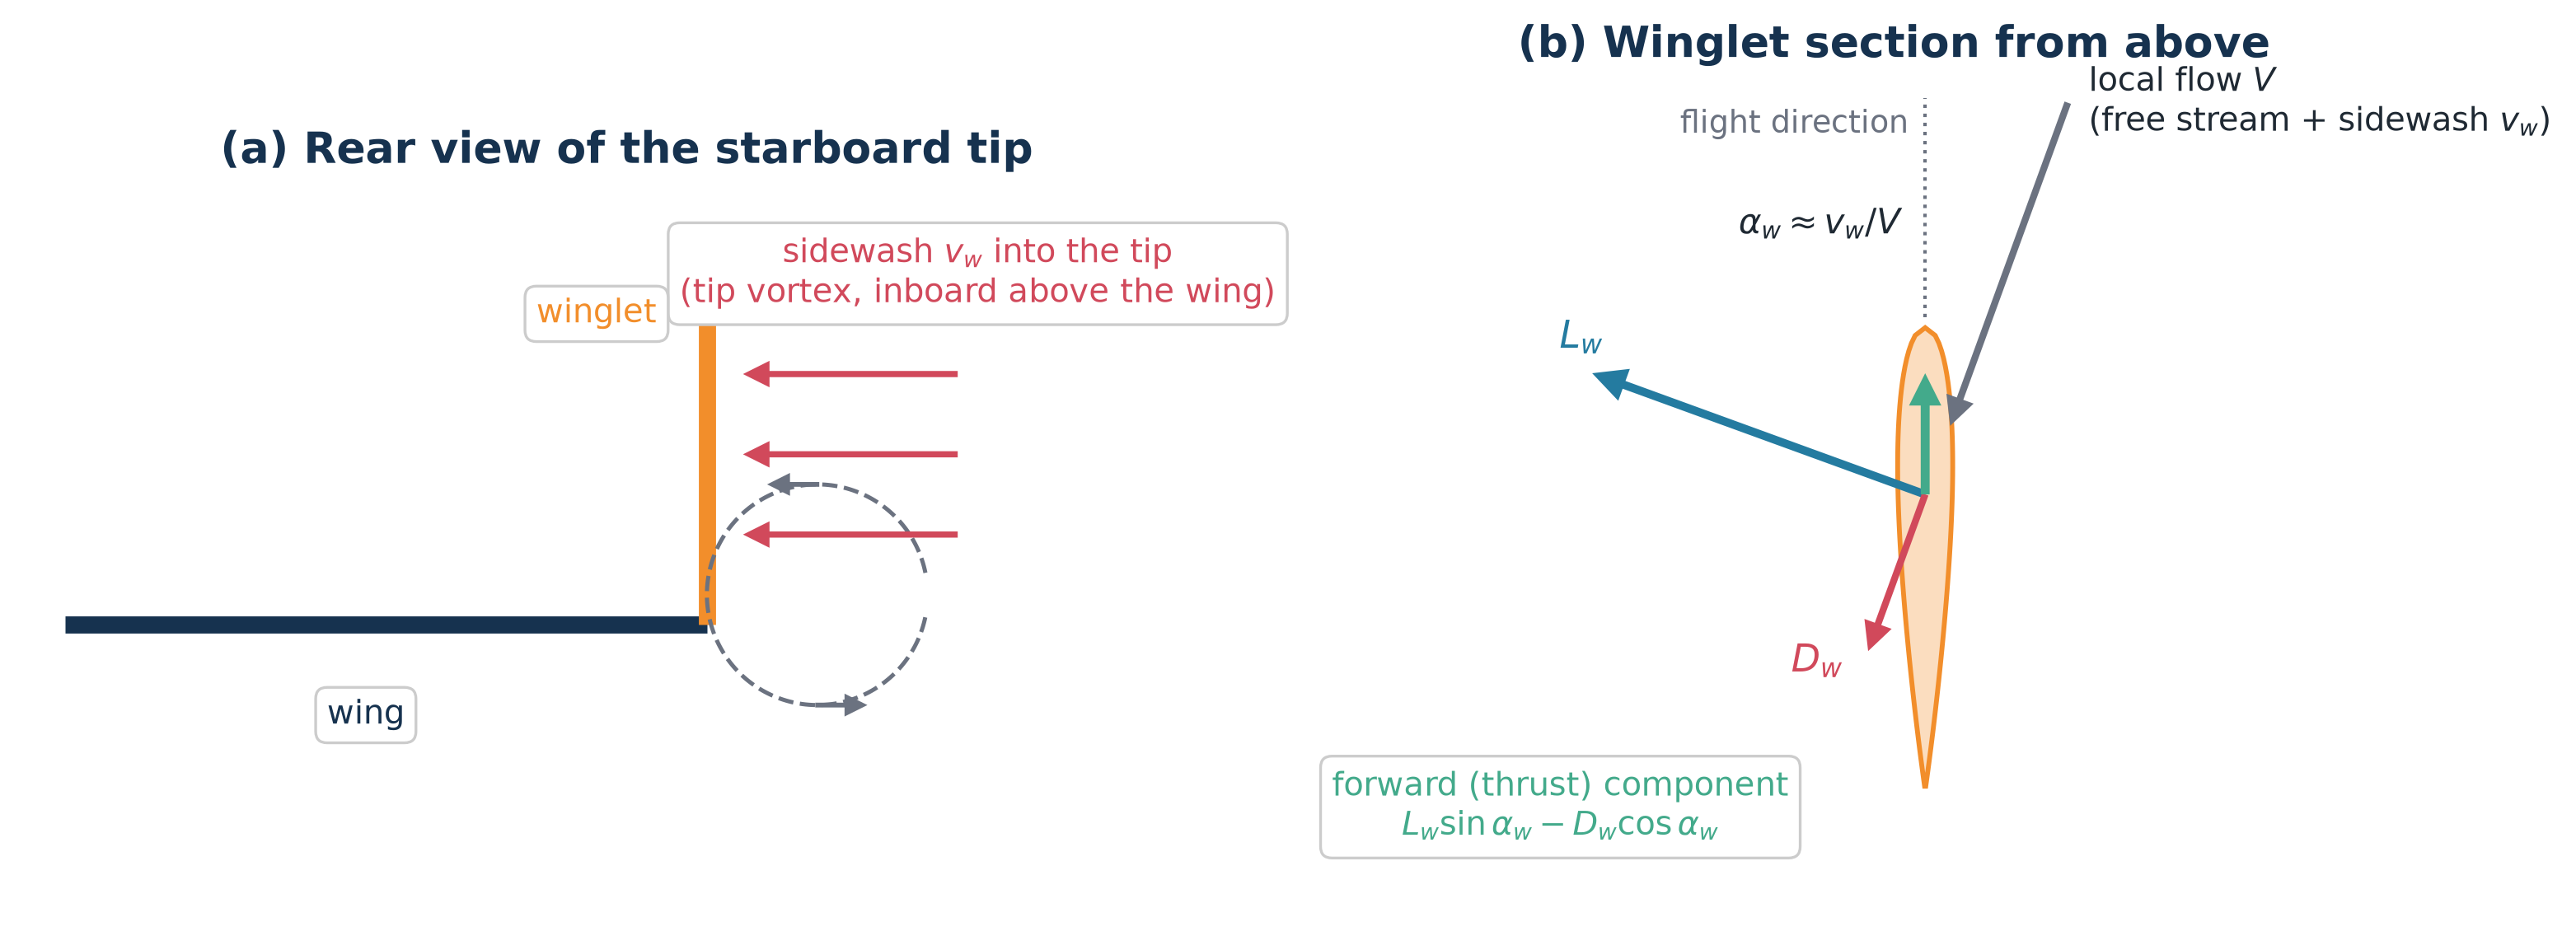 (a) Rear view of the starboard tip
sidewash v_w into the tip
(tip vortex, inboard above the wing)
winglet
wing
(b) Winglet section from above
local flow V
(free stream + sidewash v_w)
flight direction
α_w ≈ v_w/V
L_w
D_w
forward (thrust) component
L_w sin α_w − D_w cos α_w